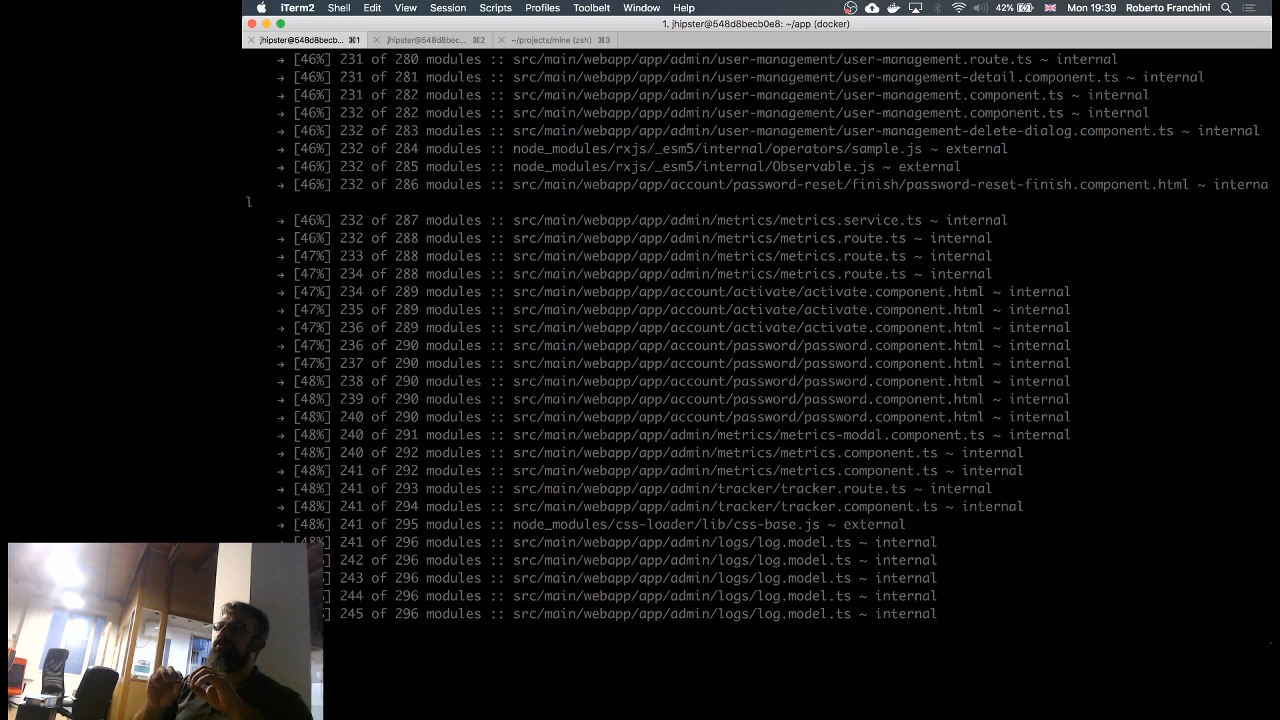 iTerm2 Shell Edit View Session Scripts Profiles Toolbelt Window Help 42% Mon 19:39 Roberto Franchini
1. jhipster@548d8becb0e8: ~/app (docker)
jhipster@548d8becb... ⌘1 jhipster@548d8bec... ⌘2 ~/projects/mine (zsh) ⌘3
→ [46%] 231 of 280 modules :: src/main/webapp/app/admin/user-management/user-management.route.ts ~ internal
→ [46%] 231 of 281 modules :: src/main/webapp/app/admin/user-management/user-management-detail.component.ts ~ internal
→ [46%] 231 of 282 modules :: src/main/webapp/app/admin/user-management/user-management.component.ts ~ internal
→ [46%] 232 of 282 modules :: src/main/webapp/app/admin/user-management/user-management.component.ts ~ internal
→ [46%] 232 of 283 modules :: src/main/webapp/app/admin/user-management/user-management-delete-dialog.component.ts ~ internal
→ [46%] 232 of 284 modules :: node_modules/rxjs/_esm5/internal/operators/sample.js ~ external
→ [46%] 232 of 285 modules :: node_modules/rxjs/_esm5/internal/Observable.js ~ external
→ [46%] 232 of 286 modules :: src/main/webapp/app/account/password-reset/finish/password-reset-finish.component.html ~ interna
l
→ [46%] 232 of 287 modules :: src/main/webapp/app/admin/metrics/metrics.service.ts ~ internal
→ [46%] 232 of 288 modules :: src/main/webapp/app/admin/metrics/metrics.route.ts ~ internal
→ [47%] 233 of 288 modules :: src/main/webapp/app/admin/metrics/metrics.route.ts ~ internal
→ [47%] 234 of 288 modules :: src/main/webapp/app/admin/metrics/metrics.route.ts ~ internal
→ [47%] 234 of 289 modules :: src/main/webapp/app/account/activate/activate.component.html ~ internal
→ [47%] 235 of 289 modules :: src/main/webapp/app/account/activate/activate.component.html ~ internal
→ [47%] 236 of 289 modules :: src/main/webapp/app/account/activate/activate.component.html ~ internal
→ [47%] 236 of 290 modules :: src/main/webapp/app/account/password/password.component.html ~ internal
→ [47%] 237 of 290 modules :: src/main/webapp/app/account/password/password.component.html ~ internal
→ [48%] 238 of 290 modules :: src/main/webapp/app/account/password/password.component.html ~ internal
→ [48%] 239 of 290 modules :: src/main/webapp/app/account/password/password.component.html ~ internal
→ [48%] 240 of 290 modules :: src/main/webapp/app/account/password/password.component.html ~ internal
→ [48%] 240 of 291 modules :: src/main/webapp/app/admin/metrics/metrics-modal.component.ts ~ internal
→ [48%] 240 of 292 modules :: src/main/webapp/app/admin/metrics/metrics.component.ts ~ internal
→ [48%] 241 of 292 modules :: src/main/webapp/app/admin/metrics/metrics.component.ts ~ internal
→ [48%] 241 of 293 modules :: src/main/webapp/app/admin/tracker/tracker.route.ts ~ internal
→ [48%] 241 of 294 modules :: src/main/webapp/app/admin/tracker/tracker.component.ts ~ internal
→ [48%] 241 of 295 modules :: node_modules/css-loader/lib/css-base.js ~ external
[48%] 241 of 296 modules :: src/main/webapp/app/admin/logs/log.model.ts ~ internal
] 242 of 296 modules :: src/main/webapp/app/admin/logs/log.model.ts ~ internal
] 243 of 296 modules :: src/main/webapp/app/admin/logs/log.model.ts ~ internal
] 244 of 296 modules :: src/main/webapp/app/admin/logs/log.model.ts ~ internal
] 245 of 296 modules :: src/main/webapp/app/admin/logs/log.model.ts ~ internal